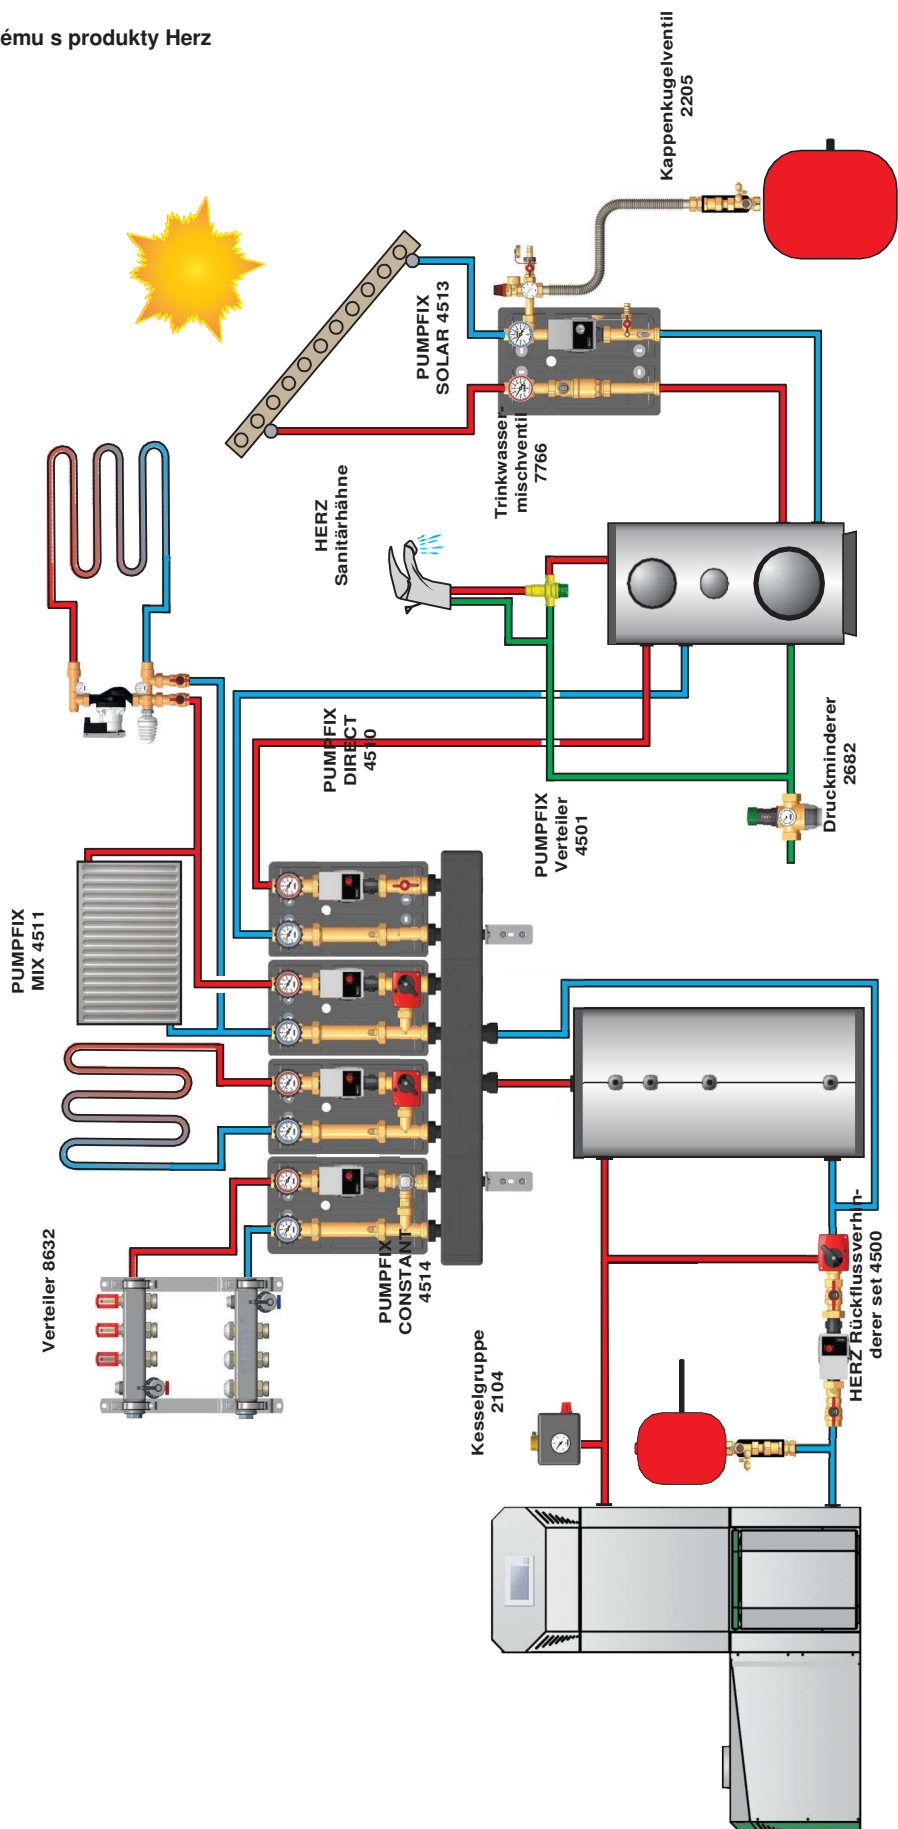 ému s produkty Herz
Kappenkugelventil
2205
PUMPFIX
SOLAR 4513
Trinkwasser-
mischventil
7766
HERZ
Sanitärhähne
PUMPFIX
DIRECT
4510
Druckminderer
2682
PUMPFIX
Verteiler
4501
PUMPFIX
MIX 4511
Verteiler 8632
PUMPFIX
CONSTANT
4514
Kesselgruppe
2104
HERZ Rückflussverhin-
derer set 4500